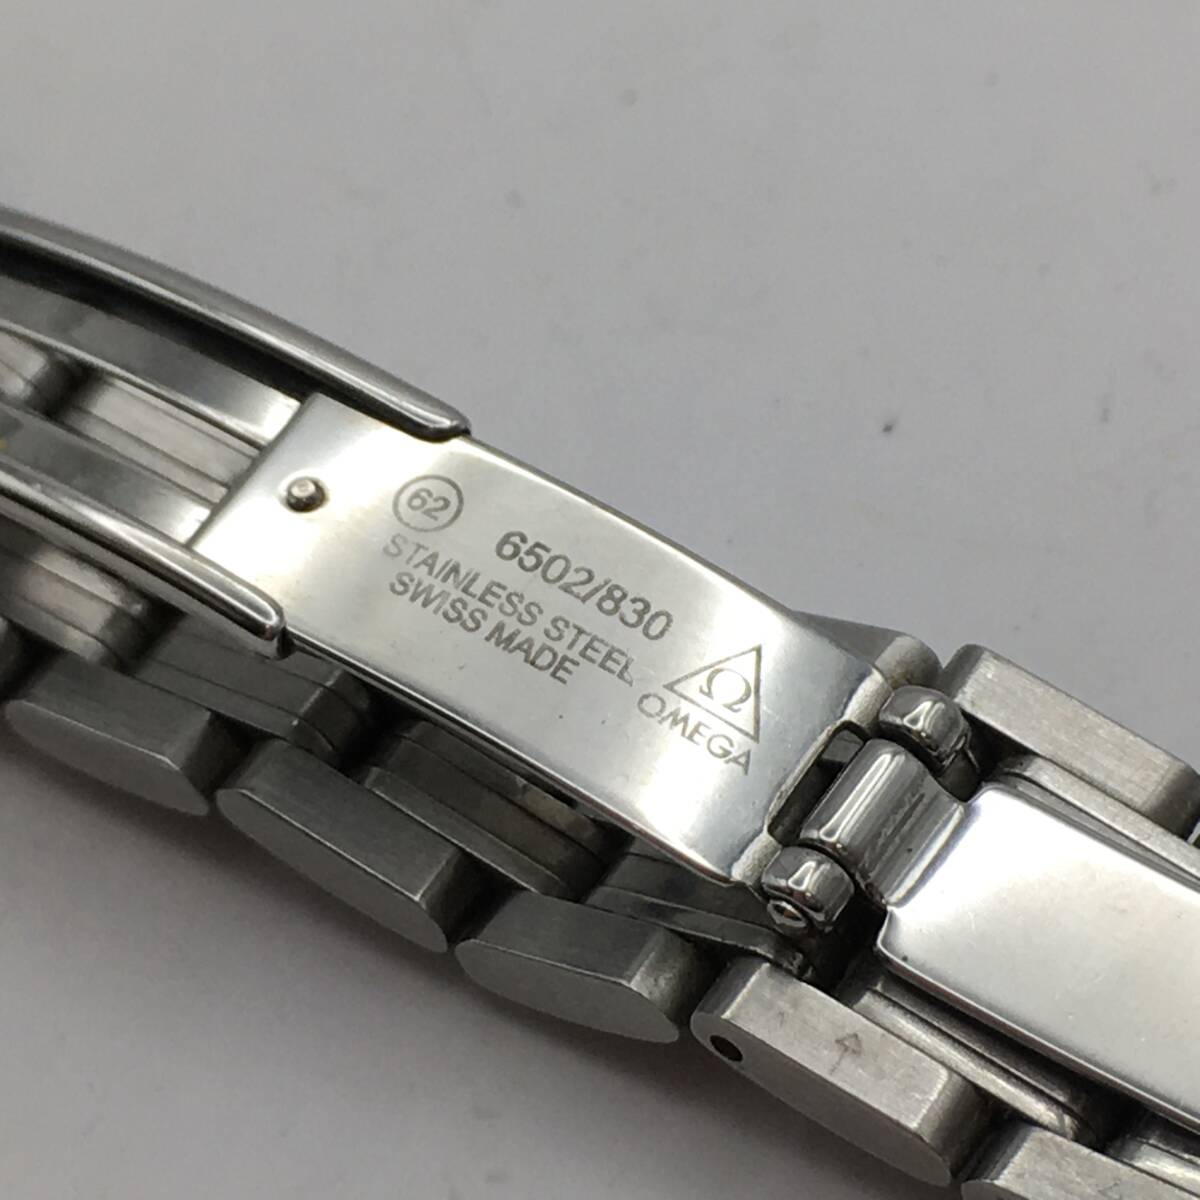 62 6502/830
STAINLESS STEEL
SWISS MADE
Ω
OMEGA